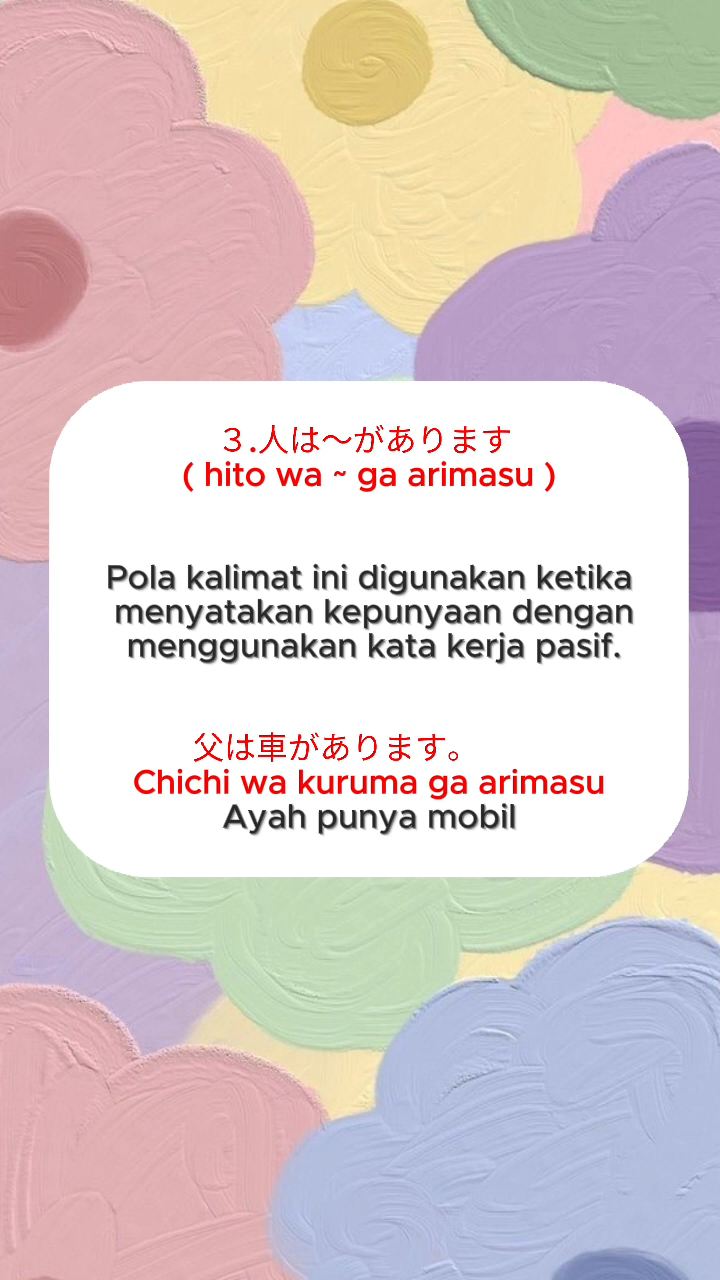 ３.人は～があります
( hito wa ~ ga arimasu )
Pola kalimat ini digunakan ketika
menyatakan kepunyaan dengan
menggunakan kata kerja pasif.
父は車があります。
Chichi wa kuruma ga arimasu
Ayah punya mobil